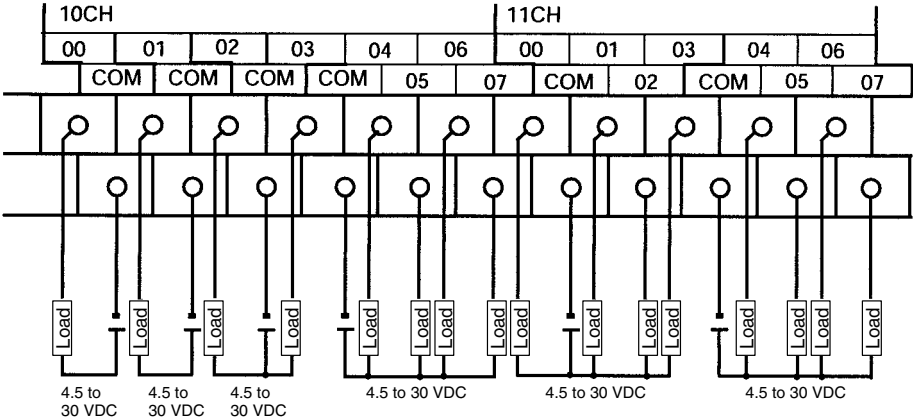 10CH 11CH
00 01 02 03 04 06 00 01 03 04 06
COM COM COM COM 05 07 COM 02 COM 05 07
Load Load Load Load Load Load Load Load Load Load Load Load Load Load Load Load
4.5 to 30 VDC 4.5 to 30 VDC 4.5 to 30 VDC
4.5 to 4.5 to 4.5 to
30 VDC 30 VDC 30 VDC